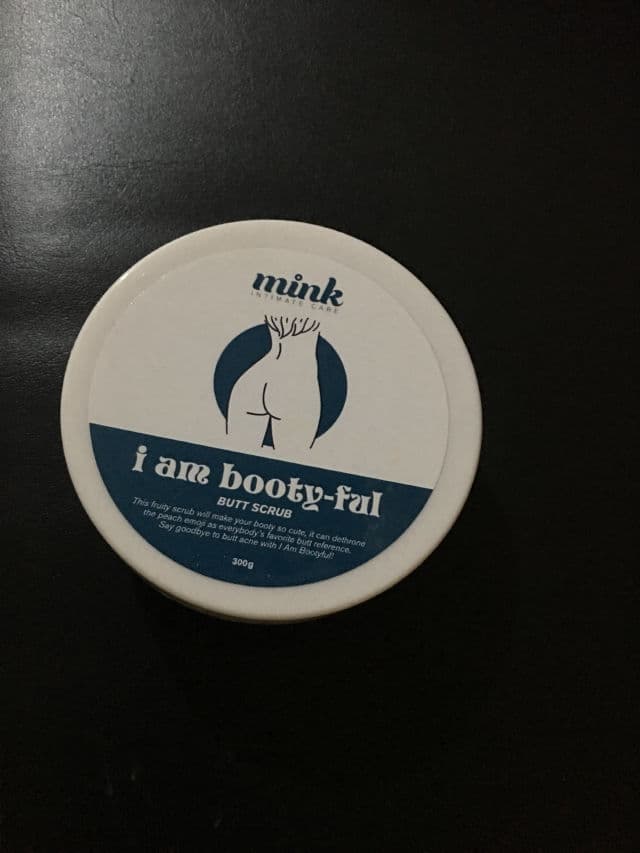 mink
INTIMATE CARE
i am booty-ful
BUTT SCRUB
This fruity scrub will make your booty so cute, it can dethrone
the peach emoji as everybody's favorite butt reference.
Say goodbye to butt acne with I Am Bootyful!
300g